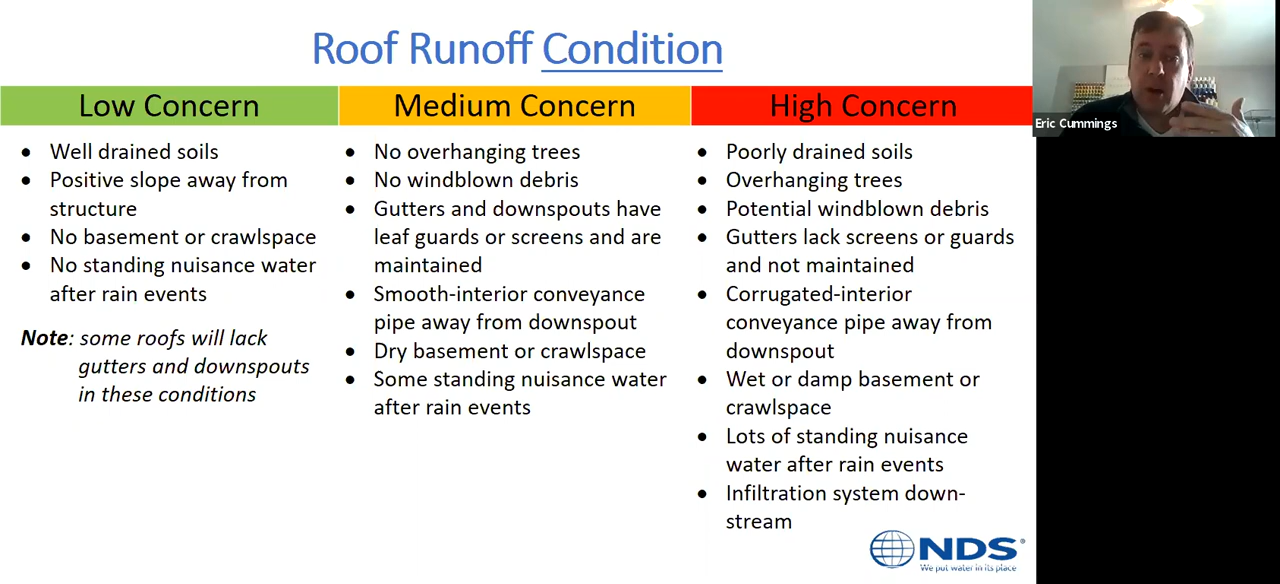 Roof Runoff Condition
Low Concern
Medium Concern
High Concern
Eric Cummings
• Well drained soils
• Positive slope away from
structure
• No basement or crawlspace
• No standing nuisance water
after rain events
Note: some roofs will lack
gutters and downspouts
in these conditions
• No overhanging trees
• No windblown debris
• Gutters and downspouts have
leaf guards or screens and are
maintained
• Smooth-interior conveyance
pipe away from downspout
• Dry basement or crawlspace
• Some standing nuisance water
after rain events
• Poorly drained soils
• Overhanging trees
• Potential windblown debris
• Gutters lack screens or guards
and not maintained
• Corrugated-interior
conveyance pipe away from
downspout
• Wet or damp basement or
crawlspace
• Lots of standing nuisance
water after rain events
• Infiltration system down-
stream
NDS®
We put water in its place